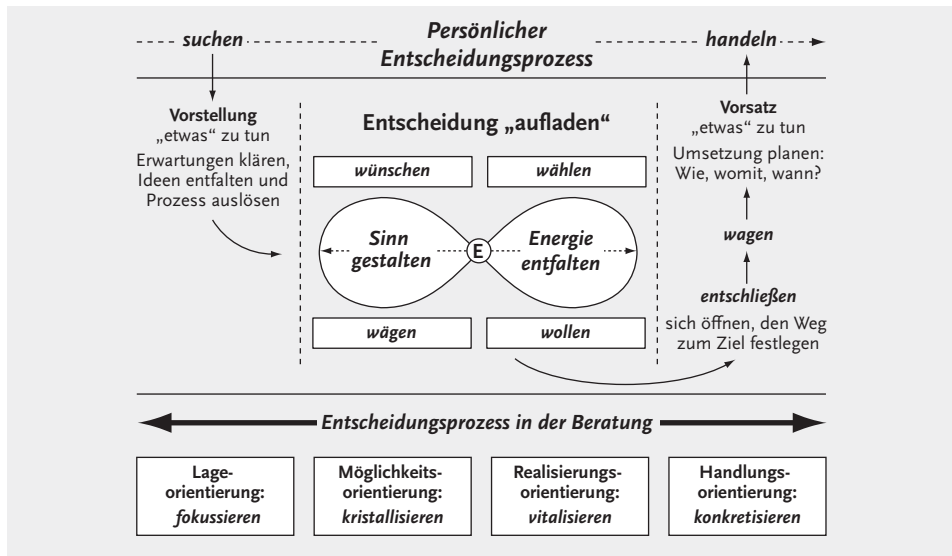 suchen
Persönlicher
Entscheidungsprozess
handeln
Vorstellung
„etwas“ zu tun
Erwartungen klären,
Ideen entfalten und
Prozess auslösen
Entscheidung „aufladen“
wünschen
wählen
Sinn
gestalten
E
Energie
entfalten
wägen
wollen
Vorsatz
„etwas“ zu tun
Umsetzung planen:
Wie, womit, wann?
wagen
entschließen
sich öffnen, den Weg
zum Ziel festlegen
Entscheidungsprozess in der Beratung
Lage-
orientierung:
fokussieren
Möglichkeits-
orientierung:
kristallisieren
Realisierungs-
orientierung:
vitalisieren
Handlungs-
orientierung:
konkretisieren